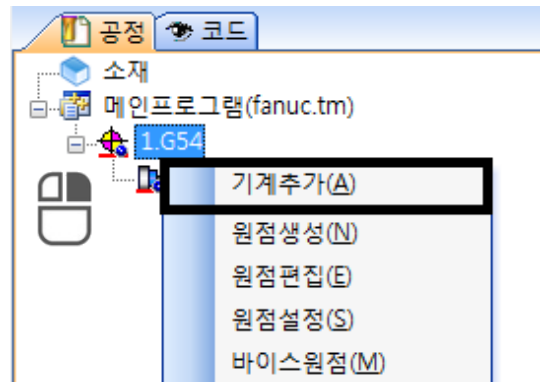 공정 코드
소재
메인프로그램(fanuc.tm)
1.G54
기계추가(A)
원점생성(N)
원점편집(E)
원점설정(S)
바이스원점(M)